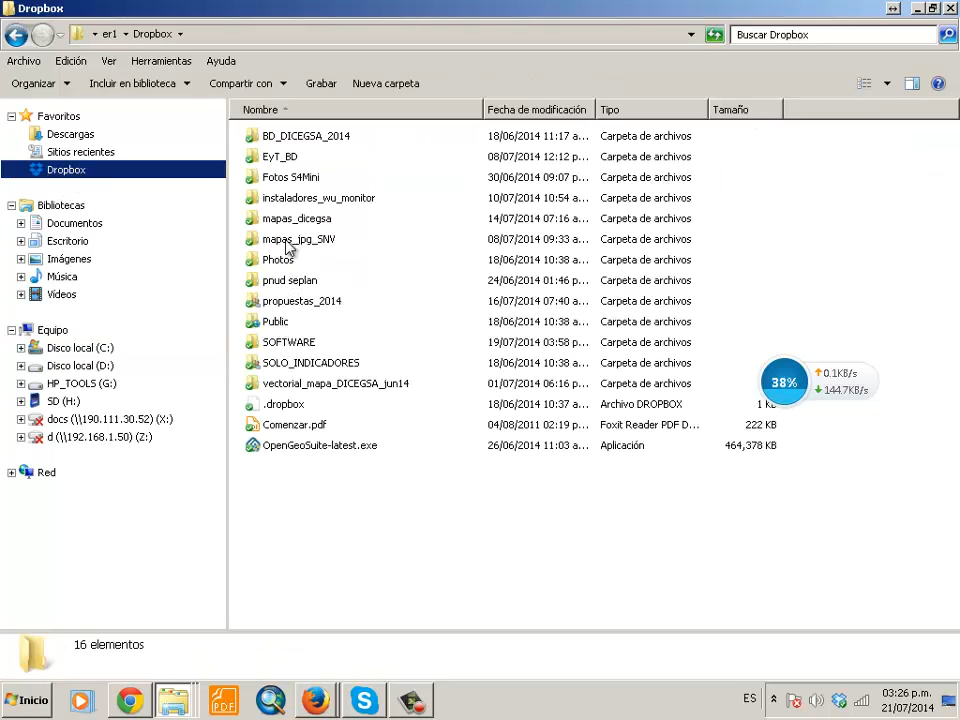 Dropbox
er1 Dropbox
Buscar Dropbox
Archivo Edición Ver Herramientas Ayuda
Organizar Incluir en biblioteca Compartir con Grabar Nueva carpeta
Favoritos
Descargas
Sitios recientes
Dropbox
Bibliotecas
Documentos
Escritorio
Imágenes
Música
Vídeos
Equipo
Disco local (C:)
Disco local (D:)
HP_TOOLS (G:)
SD (H:)
docs (\\190.111.30.52) (X:)
d (\\192.168.1.50) (Z:)
Red
Nombre Fecha de modificación Tipo Tamaño
BD_DICEGSA_2014 18/06/2014 11:17 a... Carpeta de archivos
EyT_BD 08/07/2014 12:12 p... Carpeta de archivos
Fotos S4Mini 30/06/2014 09:07 p... Carpeta de archivos
instaladores_wu_monitor 10/07/2014 10:54 a... Carpeta de archivos
mapas_dicegsa 14/07/2014 07:16 a... Carpeta de archivos
mapas_jpg_SNV 08/07/2014 09:33 a... Carpeta de archivos
Photos 18/06/2014 10:38 a... Carpeta de archivos
pnud seplan 24/06/2014 01:46 p... Carpeta de archivos
propuestas_2014 16/07/2014 07:40 a... Carpeta de archivos
Public 18/06/2014 10:38 a... Carpeta de archivos
SOFTWARE 19/07/2014 03:58 p... Carpeta de archivos
SOLO_INDICADORES 18/06/2014 10:38 a... Carpeta de archivos
vectorial_mapa_DICEGSA_jun14 01/07/2014 06:16 p... Carpeta de archivos
.dropbox 18/06/2014 10:37 a... Archivo DROPBOX 1 KB
Comenzar.pdf 04/08/2011 02:19 p... Foxit Reader PDF D... 222 KB
OpenGeoSuite-latest.exe 26/06/2014 11:03 a... Aplicación 464,378 KB
38%
0.1KB/s
144.7KB/s
16 elementos
Inicio
PDF
ES
03:26 p.m.
21/07/2014